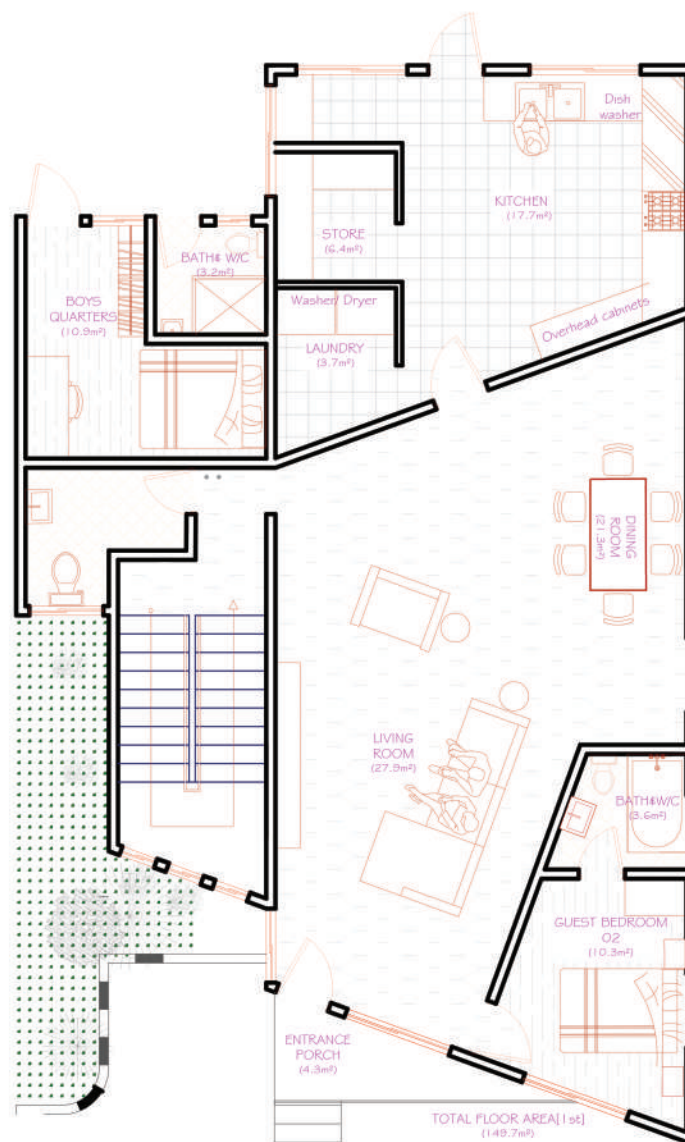 Dish
washer
KITCHEN
(17.7m²)
STORE
(6.4m²)
BATH& W/C
(3.2m²)
BOYS
QUARTERS
(10.9m²)
Washer/ Dryer
LAUNDRY
(3.7m²)
Overhead cabinets
DINING
ROOM
(21.3m²)
LIVING
ROOM
(27.9m²)
BATH&W/C
(3.6m²)
GUEST BEDROOM
02
(10.3m²)
ENTRANCE
PORCH
(4.3m²)
TOTAL FLOOR AREA[1st]
(149.7m²)